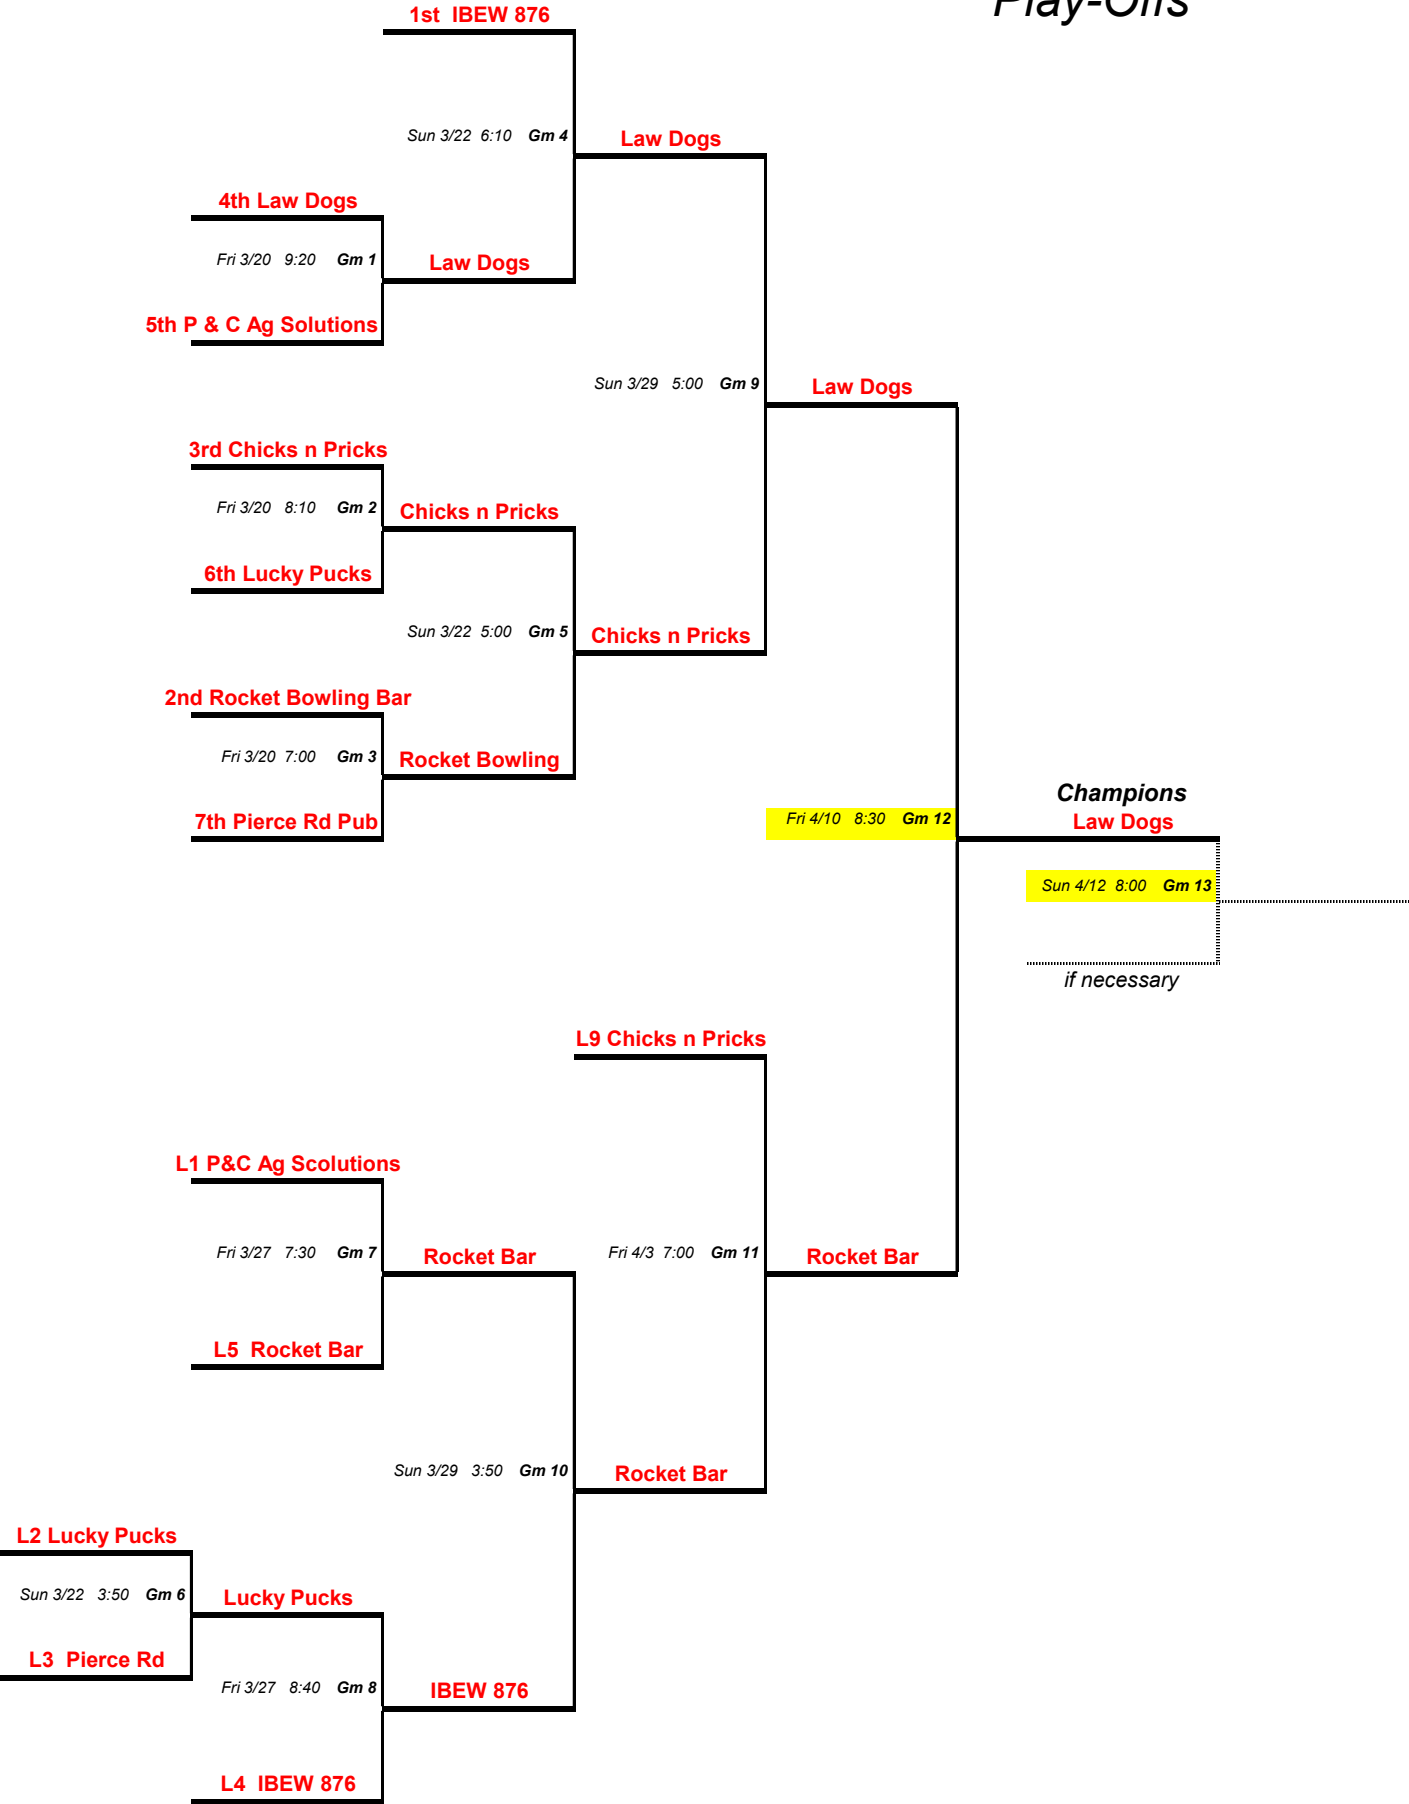 Play-Offs
1st IBEW 876
Sun 3/22 6:10 Gm 4
Law Dogs
4th Law Dogs
Fri 3/20 9:20 Gm 1
Law Dogs
5th P & C Ag Solutions
Sun 3/29 5:00 Gm 9
Law Dogs
3rd Chicks n Pricks
Fri 3/20 8:10 Gm 2
Chicks n Pricks
6th Lucky Pucks
Sun 3/22 5:00 Gm 5
Chicks n Pricks
2nd Rocket Bowling Bar
Fri 3/20 7:00 Gm 3
Rocket Bowling
7th Pierce Rd Pub
Champions
Fri 4/10 8:30 Gm 12
Law Dogs
Sun 4/12 8:00 Gm 13
if necessary
L9 Chicks n Pricks
L1 P&C Ag Scolutions
Fri 3/27 7:30 Gm 7
Rocket Bar
Fri 4/3 7:00 Gm 11
Rocket Bar
L5 Rocket Bar
Sun 3/29 3:50 Gm 10
Rocket Bar
L2 Lucky Pucks
Sun 3/22 3:50 Gm 6
Lucky Pucks
L3 Pierce Rd
Fri 3/27 8:40 Gm 8
IBEW 876
L4 IBEW 876